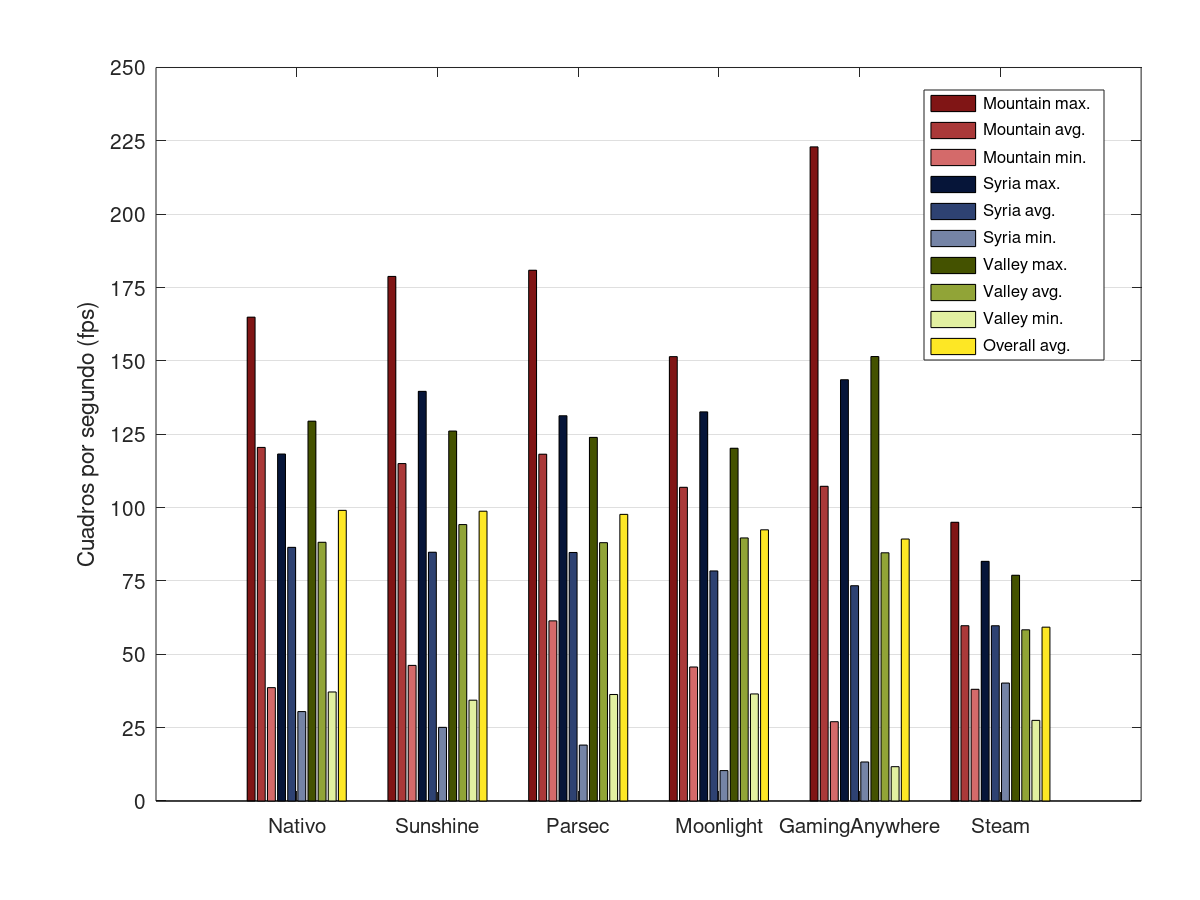 250
225
200
175
150
125
100
75
50
25
0
Cuadros por segundo (fps)
Mountain max.
Mountain avg.
Mountain min.
Syria max.
Syria avg.
Syria min.
Valley max.
Valley avg.
Valley min.
Overall avg.
Nativo Sunshine Parsec Moonlight GamingAnywhere Steam